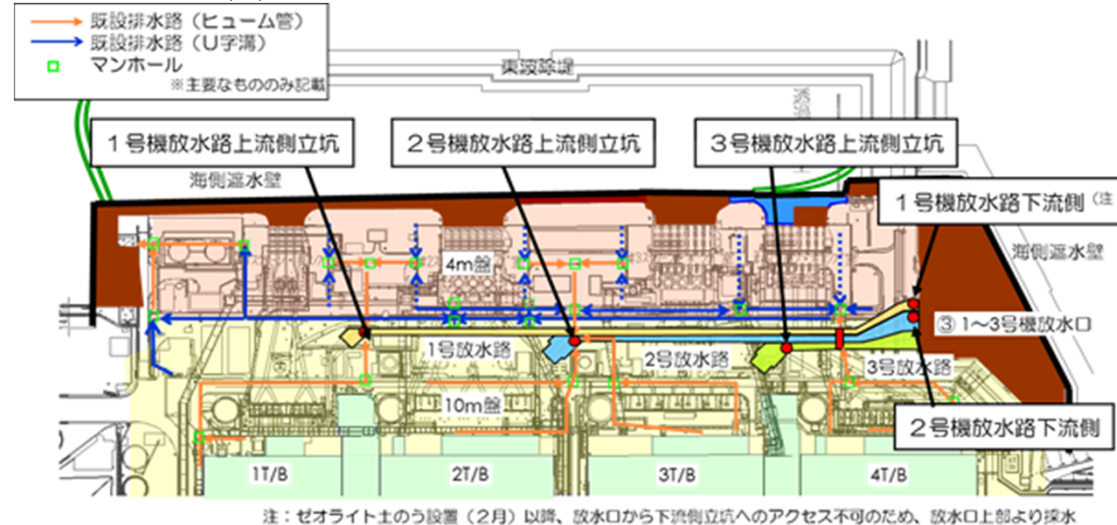 既設排水路（ヒューム管）
既設排水路（U字溝）
マンホール
※主要なもののみ記載
東波除堤
1号機放水路上流側立坑
2号機放水路上流側立坑
3号機放水路上流側立坑
海側遮水壁
1号機放水路下流側（注
海側遮水壁
4m盤
③1～3号機放水口
1号放水路
2号放水路
3号放水路
10m盤
2号機放水路下流側
1T/B
2T/B
3T/B
4T/B
注：ゼオライト土のう設置（2月）以降、放水口から下流側立坑へのアクセス不可のため、放水口上部より採水